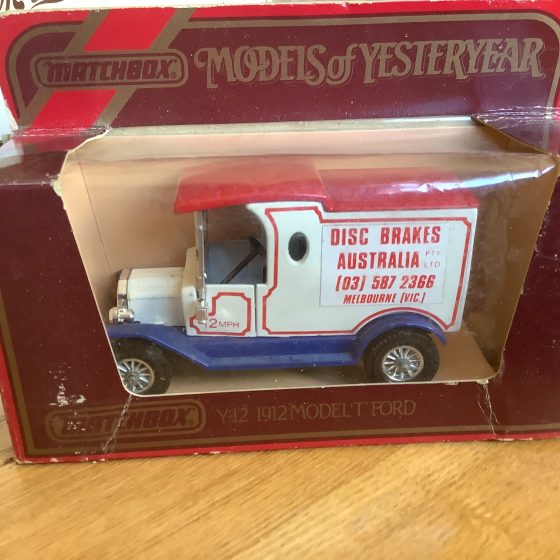 MATCHBOX
MODELS of YESTERYEAR
DISC BRAKES
AUSTRALIA PTY LTD
(03) 587 2366
MELBOURNE (VIC.)
12 MPH
MATCHBOX
Y-12 1912 MODEL 'T' FORD